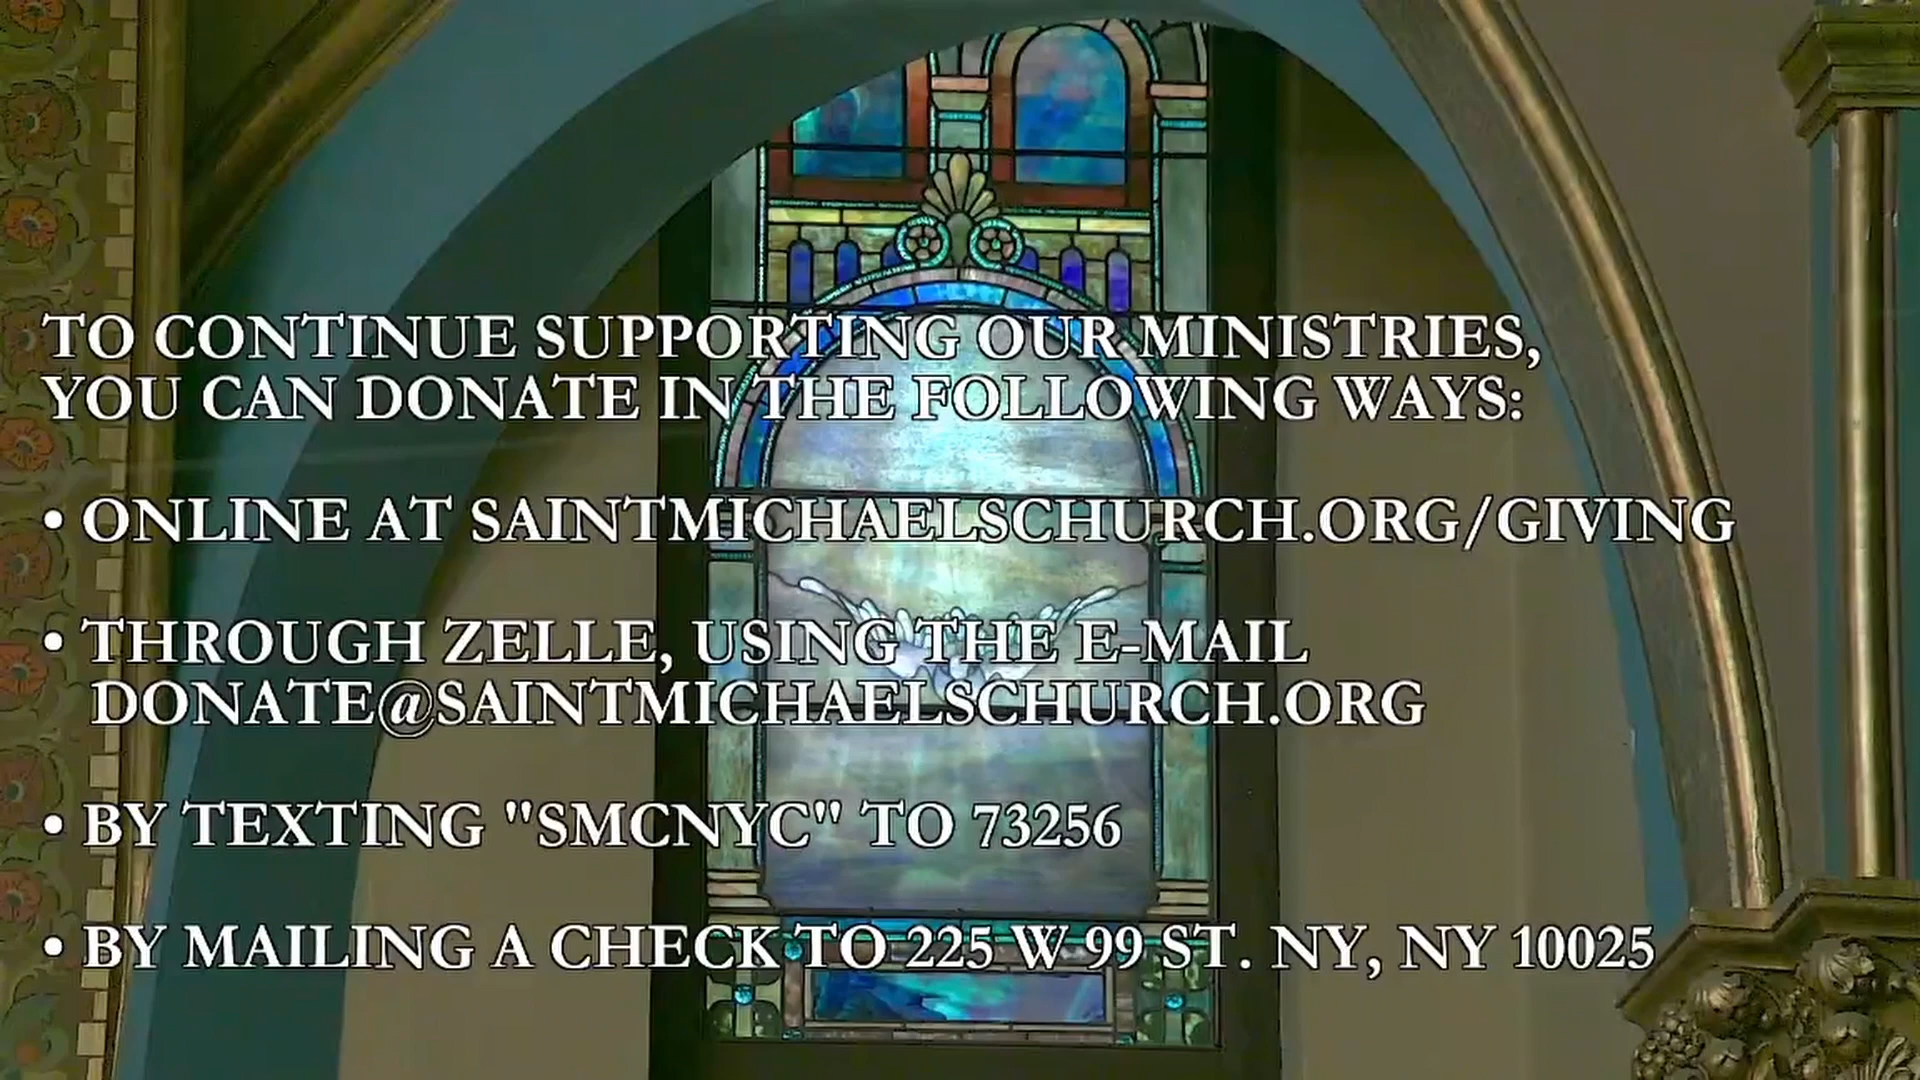 TO CONTINUE SUPPORTING OUR MINISTRIES,
YOU CAN DONATE IN THE FOLLOWING WAYS:
• ONLINE AT SAINTMICHAELSCHURCH.ORG/GIVING
• THROUGH ZELLE, USING THE E-MAIL
DONATE@SAINTMICHAELSCHURCH.ORG
• BY TEXTING "SMCNYC" TO 73256
• BY MAILING A CHECK TO 225 W 99 ST. NY, NY 10025